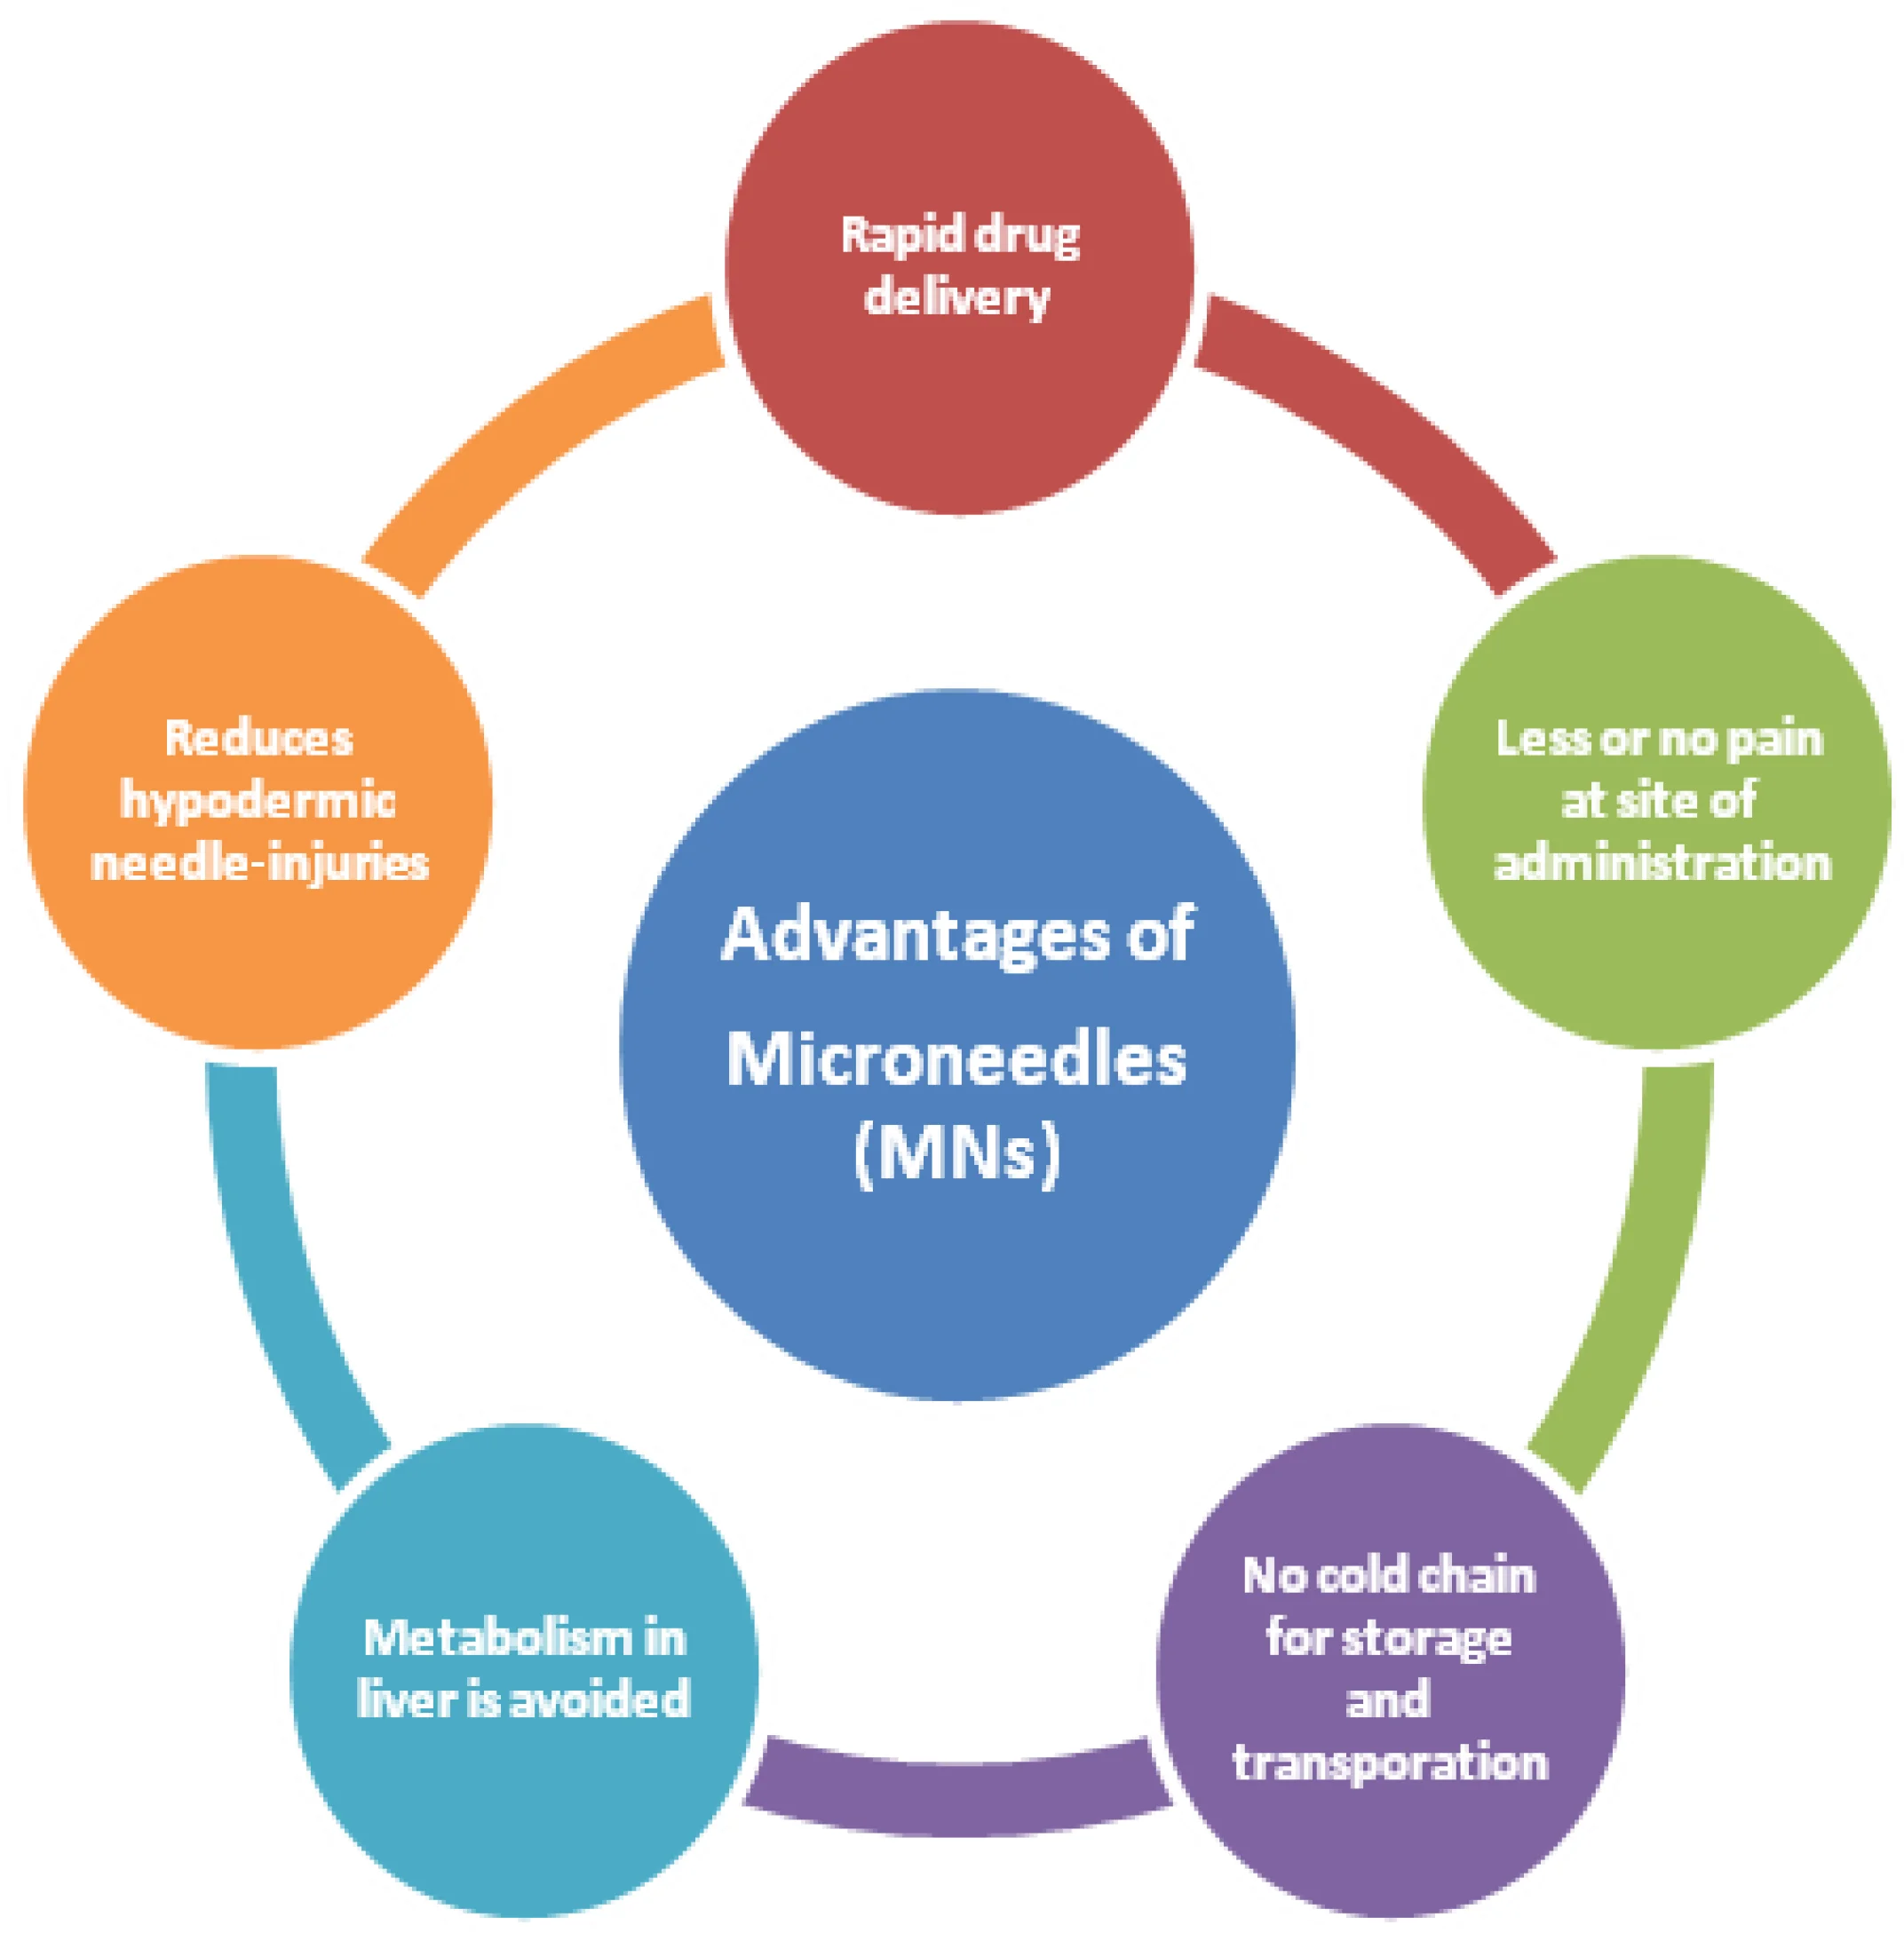 Rapid drug
delivery
Less or no pain
at site of
administration
No cold chain
for storage
and
transporation
Metabolism in
liver is avoided
Reduces
hypodermic
needle-injuries
Advantages of
Microneedles
(MNs)